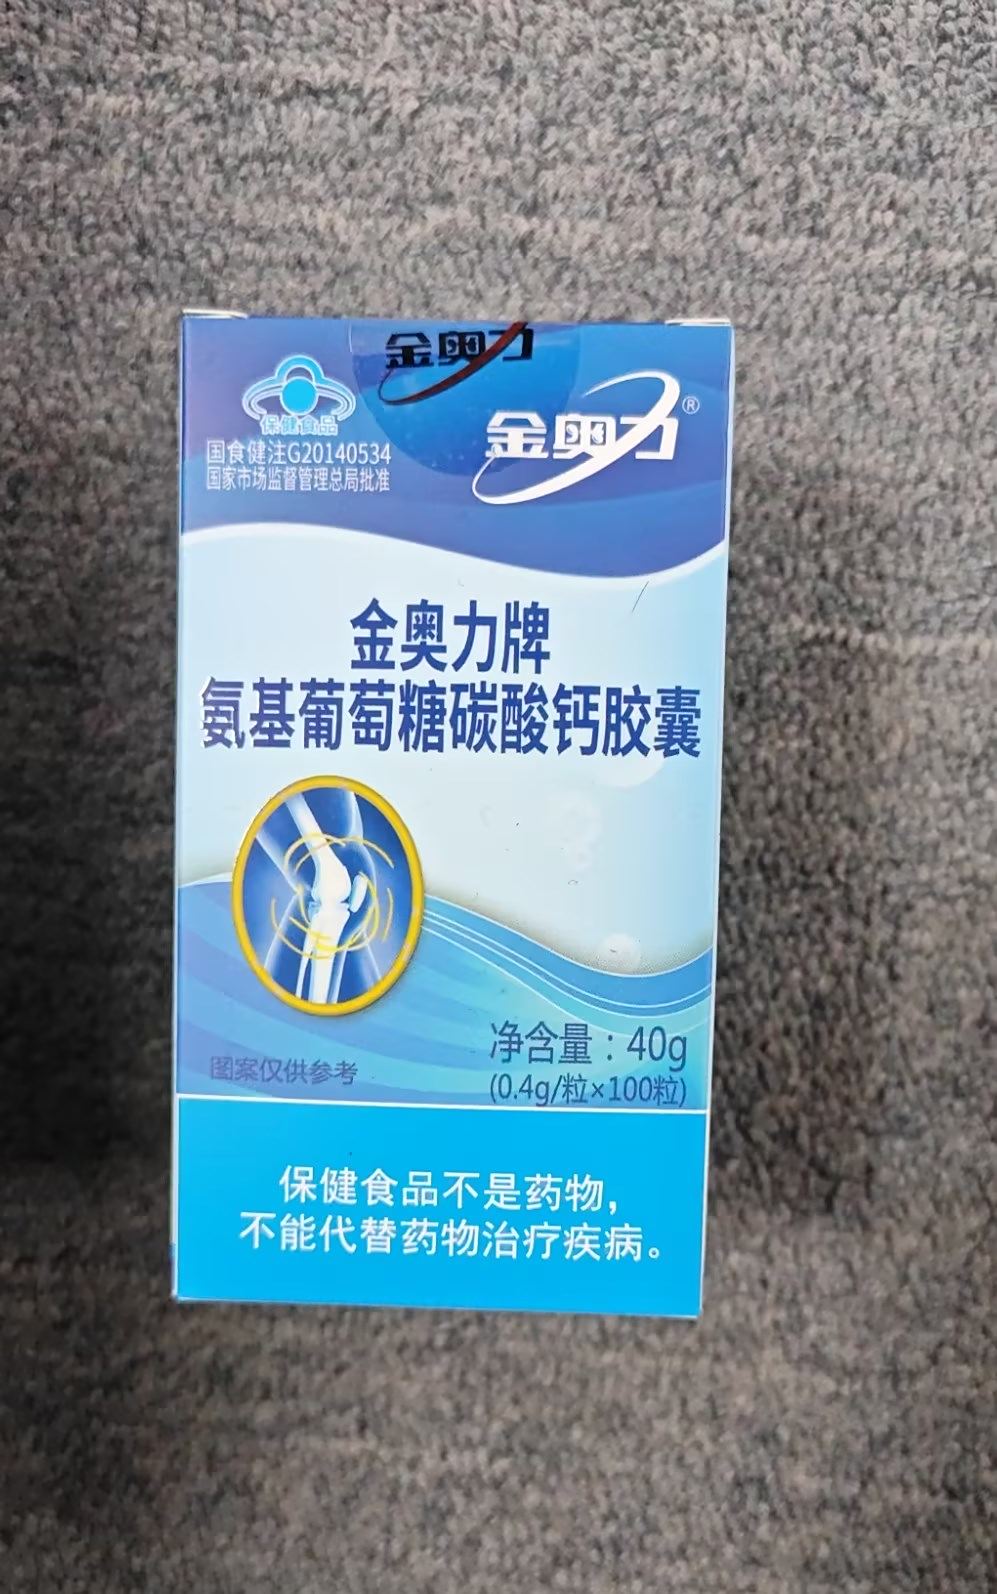 金奥力
金奥力®
保健食品
国食健注G20140534
国家市场监督管理总局批准
金奥力牌
氨基葡萄糖碳酸钙胶囊
净含量：40g
(0.4g/粒×100粒)
图案仅供参考
保健食品不是药物，
不能代替药物治疗疾病。